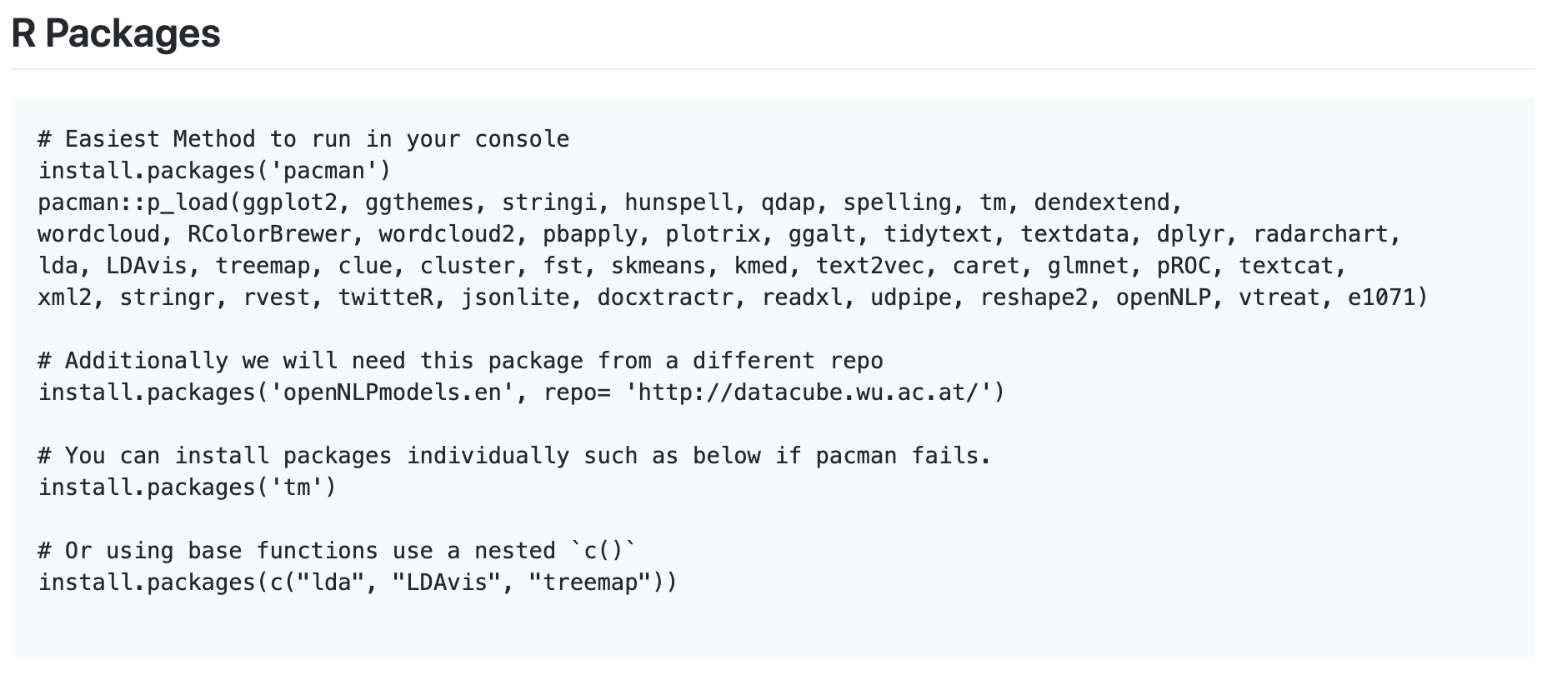 R Packages
# Easiest Method to run in your console
install.packages('pacman')
pacman::p_load(ggplot2, ggthemes, stringi, hunspell, qdap, spelling, tm, dendextend,
wordcloud, RColorBrewer, wordcloud2, pbapply, plotrix, ggalt, tidytext, textdata, dplyr, radarchart,
lda, LDAvis, treemap, clue, cluster, fst, skmeans, kmed, text2vec, caret, glmnet, pROC, textcat,
xml2, stringr, rvest, twitteR, jsonlite, docxtractr, readxl, udpipe, reshape2, openNLP, vtreat, e1071)
# Additionally we will need this package from a different repo
install.packages('openNLPmodels.en', repo= 'http://datacube.wu.ac.at/')
# You can install packages individually such as below if pacman fails.
install.packages('tm')
# Or using base functions use a nested `c()`
install.packages(c("lda", "LDAvis", "treemap"))